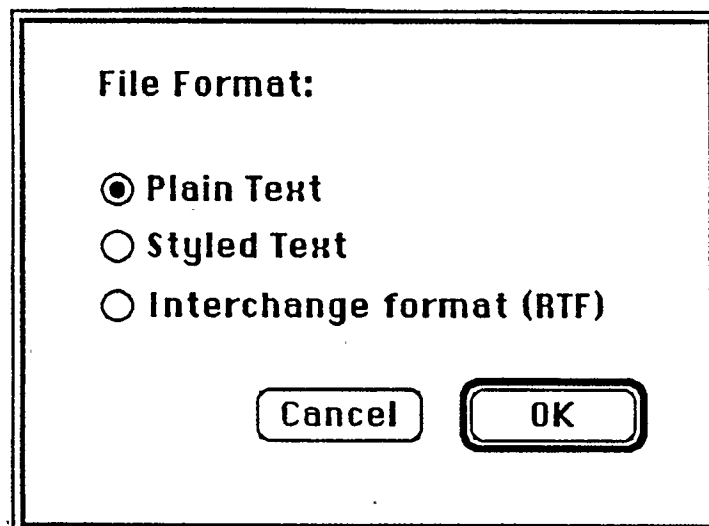 File Format:
Plain Text
Styled Text
Interchange format (RTF)
Cancel OK